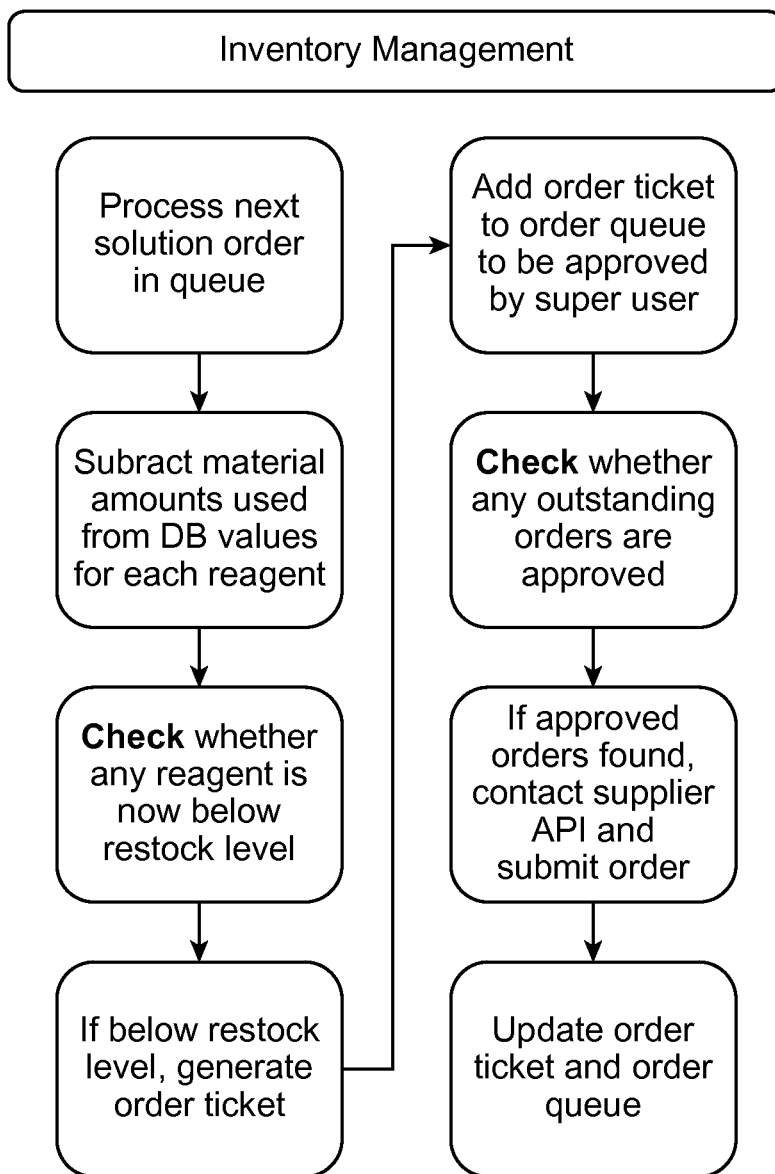 Inventory Management
Process next
solution order
in queue
Subract material
amounts used
from DB values
for each reagent
Check whether
any reagent is
now below
restock level
If below restock
level, generate
order ticket
Add order ticket
to order queue
to be approved
by super user
Check whether
any outstanding
orders are
approved
If approved
orders found,
contact supplier
API and
submit order
Update order
ticket and order
queue